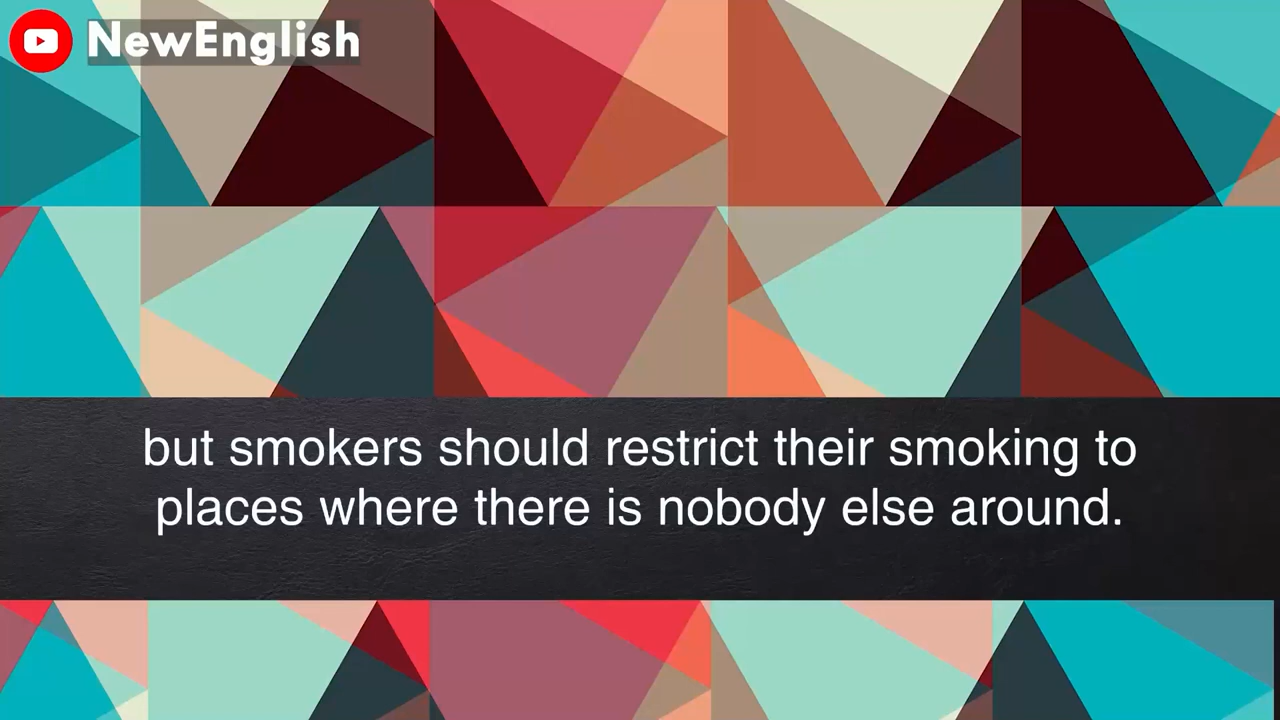 NewEnglish
but smokers should restrict their smoking to
places where there is nobody else around.